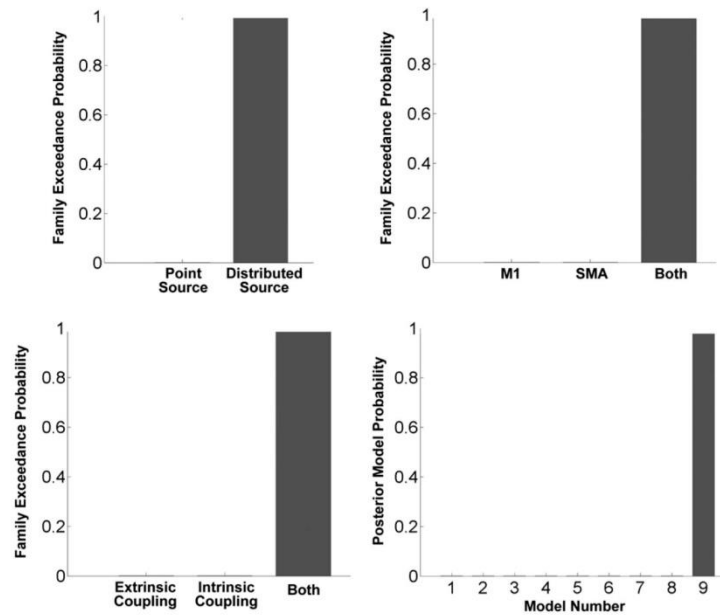 Family Exceedance Probability
1
0.8
0.6
0.4
0.2
0
Point
Source
Distributed
Source
Family Exceedance Probability
1
0.8
0.6
0.4
0.2
0
M1
SMA
Both
Family Exceedance Probability
1
0.8
0.6
0.4
0.2
0
Extrinsic
Coupling
Intrinsic
Coupling
Both
Posterior Model Probability
1
0.8
0.6
0.4
0.2
0
1 2 3 4 5 6 7 8 9
Model Number